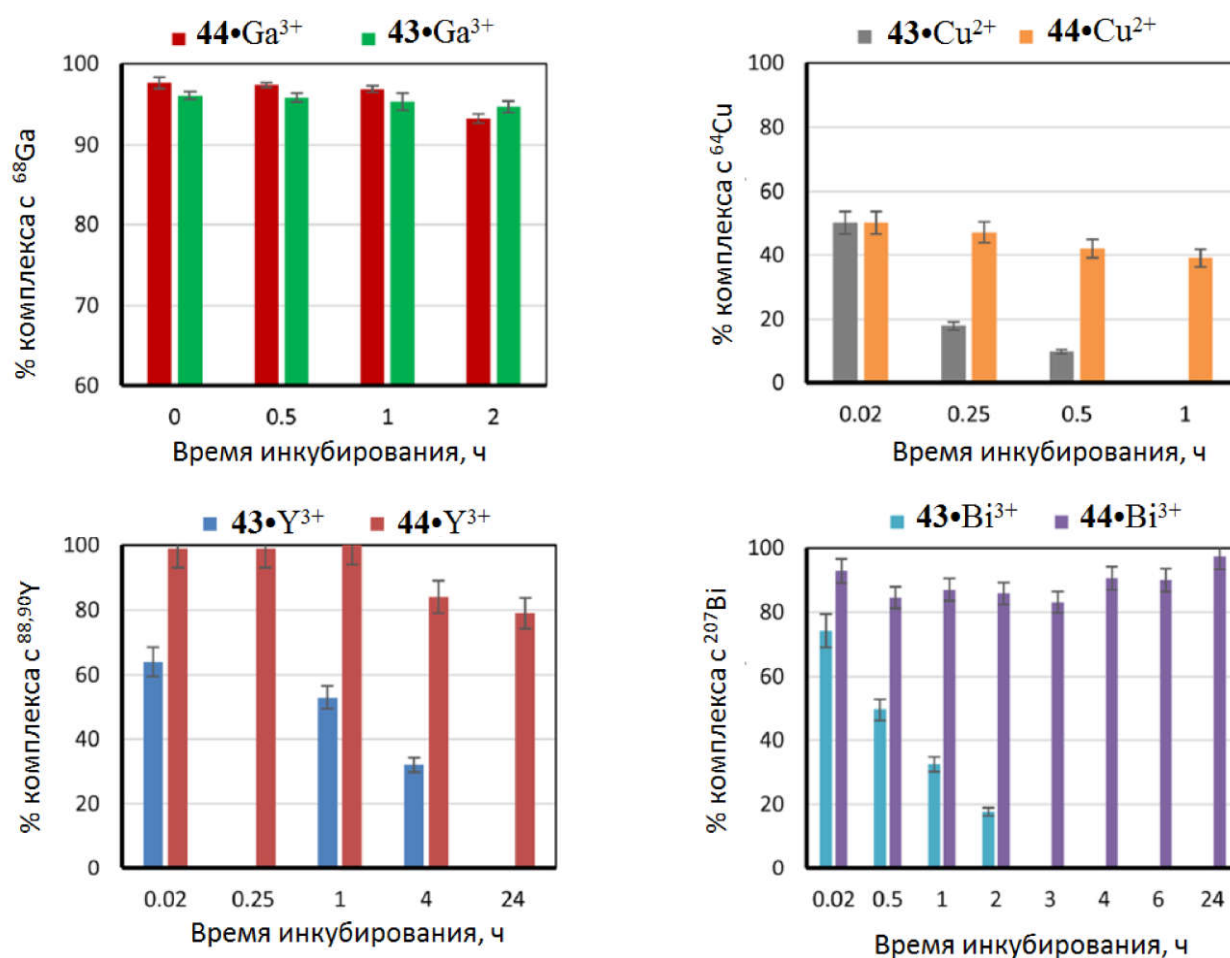 44•Ga³⁺ 43•Ga³⁺
% комплекса с ⁶⁸Ga
100
90
80
70
60
0 0.5 1 2
Время инкубирования, ч
43•Cu²⁺ 44•Cu²⁺
% комплекса с ⁶⁴Cu
100
80
60
40
20
0
0.02 0.25 0.5 1
Время инкубирования, ч
43•Y³⁺ 44•Y³⁺
% комплекса с ⁸⁸,⁹⁰Y
100
80
60
40
20
0
0.02 0.25 1 4 24
Время инкубирования, ч
43•Bi³⁺ 44•Bi³⁺
% комплекса с ²⁰⁷Bi
100
80
60
40
20
0
0.02 0.5 1 2 3 4 6 24
Время инкубирования, ч